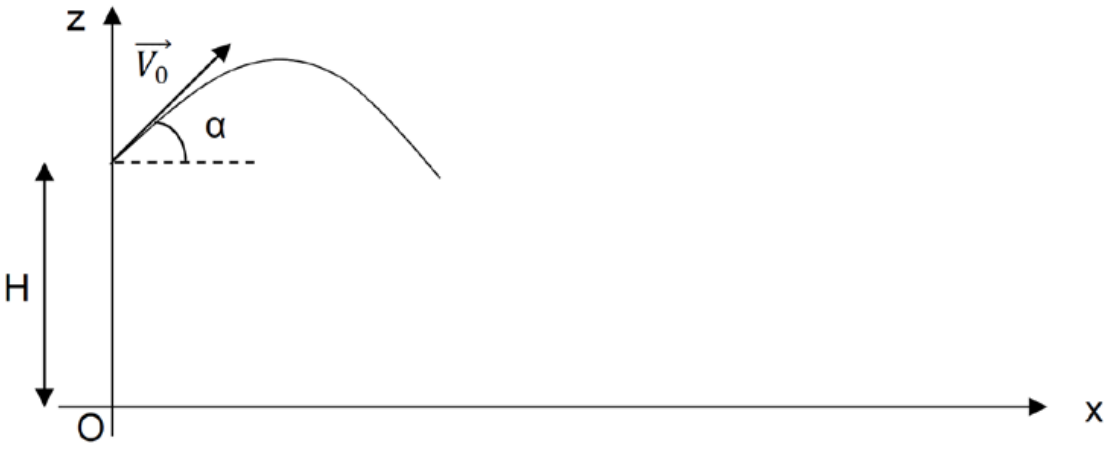 z
V₀
α
H
O
x